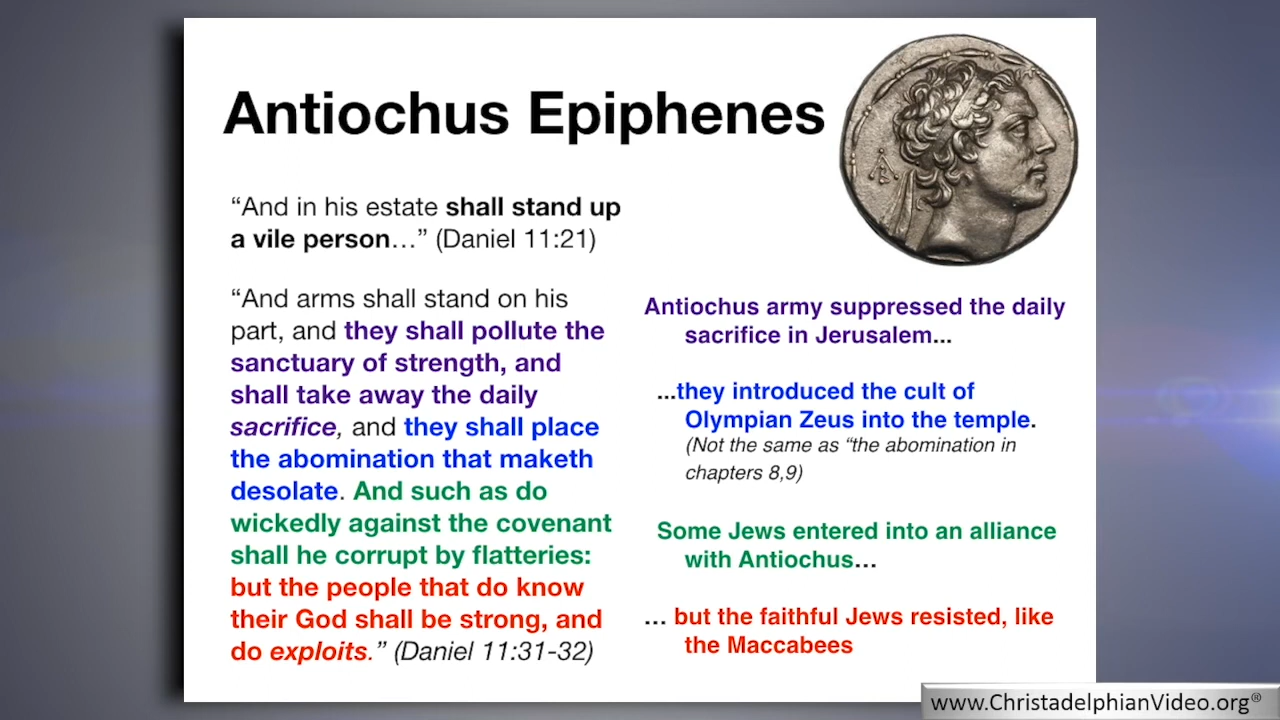 Antiochus Epiphenes
“And in his estate shall stand up
a vile person…” (Daniel 11:21)
“And arms shall stand on his
part, and they shall pollute the
sanctuary of strength, and
shall take away the daily
sacrifice, and they shall place
the abomination that maketh
desolate. And such as do
wickedly against the covenant
shall he corrupt by flatteries:
but the people that do know
their God shall be strong, and
do exploits.” (Daniel 11:31-32)
Antiochus army suppressed the daily
sacrifice in Jerusalem...
...they introduced the cult of
Olympian Zeus into the temple.
(Not the same as “the abomination in
chapters 8,9)
Some Jews entered into an alliance
with Antiochus…
… but the faithful Jews resisted, like
the Maccabees
www.ChristadelphianVideo.org®